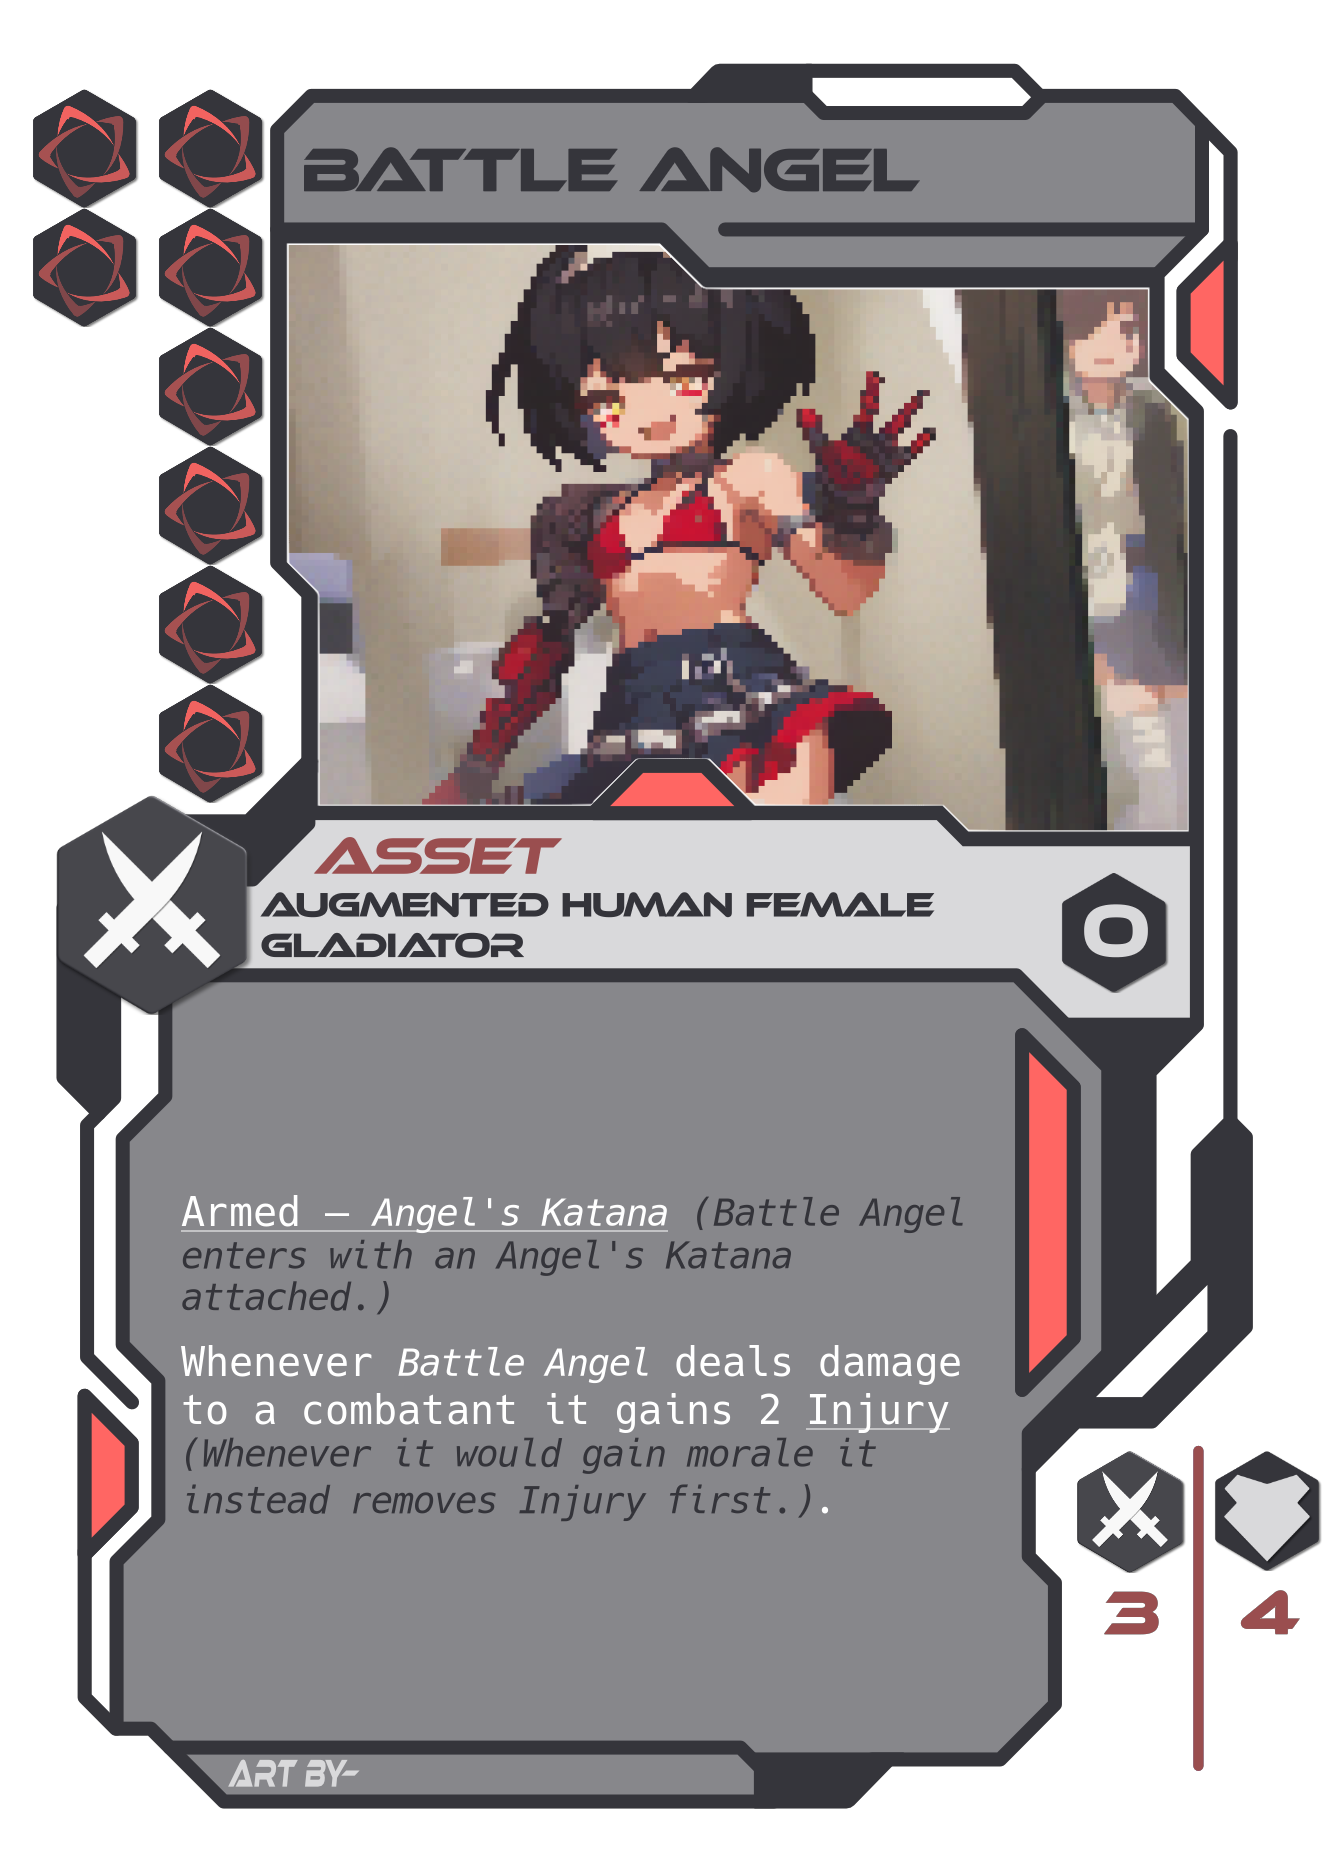 BATTLE ANGEL
ASSET
AUGMENTED HUMAN FEMALE
GLADIATOR
0
Armed — Angel's Katana (Battle Angel
enters with an Angel's Katana
attached.)
Whenever Battle Angel deals damage
to a combatant it gains 2 Injury
(Whenever it would gain morale it
instead removes Injury first.).
3
4
ART BY-